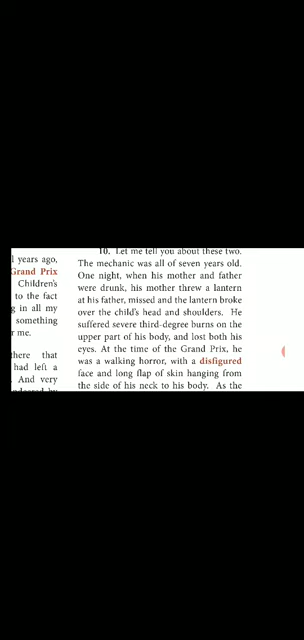 l years ago,
Grand Prix
Children's
to the fact
g in all my
something
r me.
here that
had left a
. And very
10. Let me tell you about these two.
The mechanic was all of seven years old.
One night, when his mother and father
were drunk, his mother threw a lantern
at his father, missed and the lantern broke
over the child's head and shoulders. He
suffered severe third-degree burns on the
upper part of his body, and lost both his
eyes. At the time of the Grand Prix, he
was a walking horror, with a disfigured
face and long flap of skin hanging from
the side of his neck to his body. As the